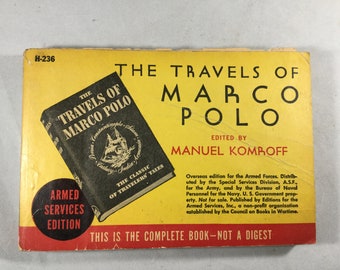 H-236
THE TRAVELS OF
MARCO
POLO
EDITED BY
MANUEL KOMROFF
Overseas edition for the Armed Forces. Distrib-
uted by the Special Services Division, A.S.F.,
for the Army, and by the Bureau of Naval
Personnel for the Navy. U. S. Government prop-
erty. Not for sale. Published by Editions for the
Armed Services, Inc., a non-profit organization
established by the Council on Books in Wartime.
THE
TRAVELS OF
MARCO POLO
THE CLASSIC
OF TRAVELERS' TALES
ARMED
SERVICES
EDITION
THIS IS THE COMPLETE BOOK—NOT A DIGEST